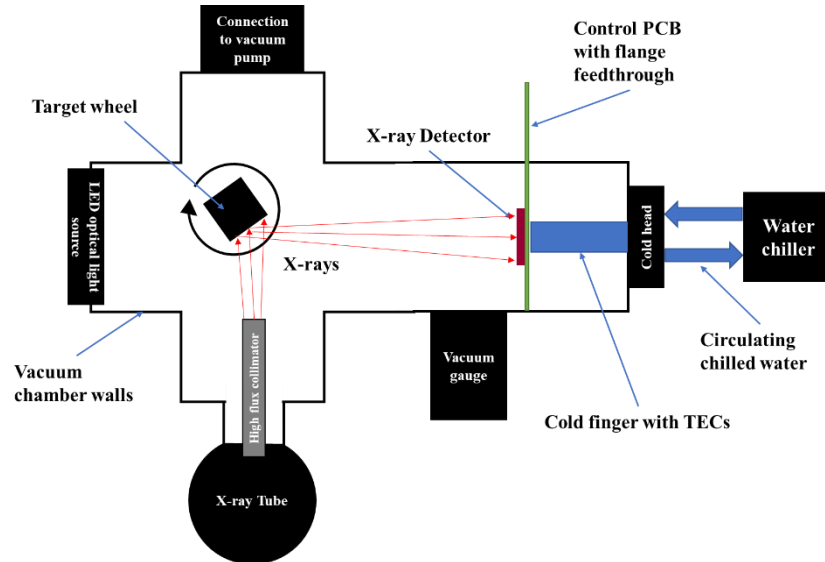 Connection
to vacuum
pump
Control PCB
with flange
feedthrough
Target wheel
X-ray Detector
LED optical light
source
X-rays
Cold head
Water
chiller
Vacuum
chamber walls
High flux collimator
Vacuum
gauge
Circulating
chilled water
Cold finger with TECs
X-ray Tube